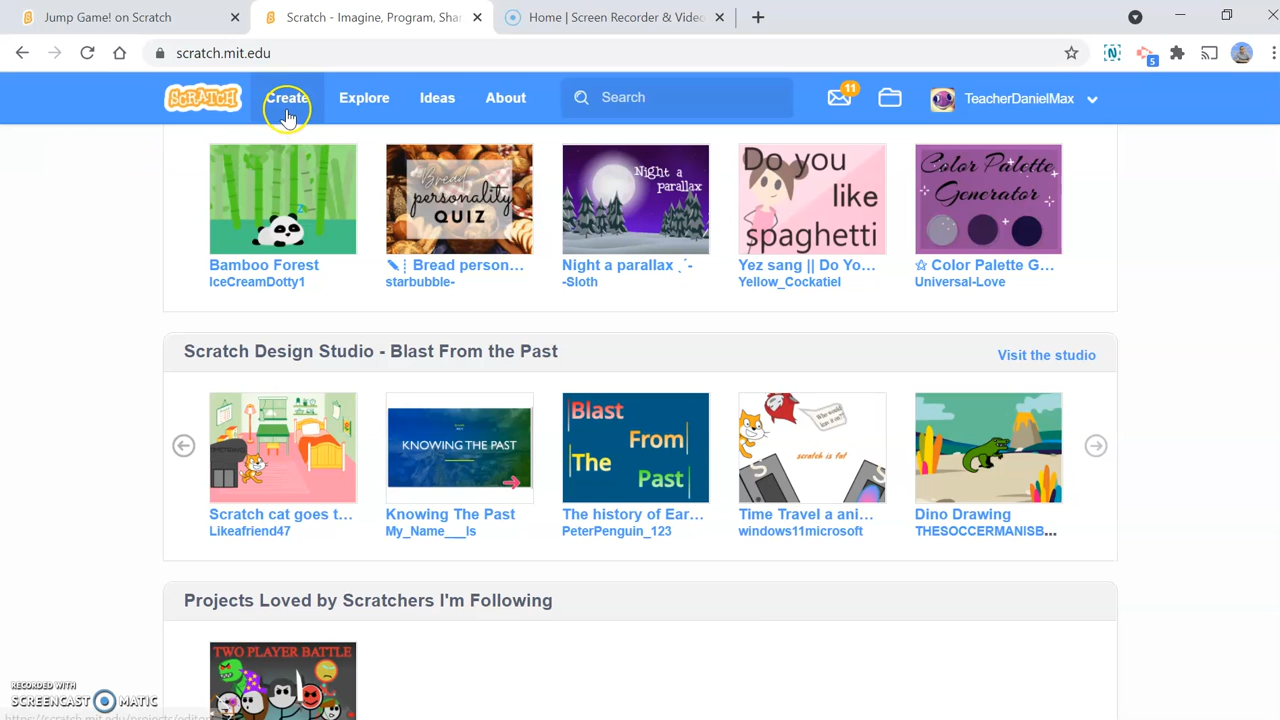 Jump Game! on Scratch
Scratch - Imagine, Program, Shar
Home | Screen Recorder & Video
scratch.mit.edu
5
SCRATCH
Create
Explore
Ideas
About
Search
11
TeacherDanielMax
Bread
personality
QUIZ
Night a
parallax
Do you
like
spaghetti
Color Palette
Generator
Bamboo Forest
✎┊Bread person...
Night a parallax ˎˊ-
Yez sang || Do Yo...
✩ Color Palette G...
IceCreamDotty1
starbubble-
-Sloth
Yellow_Cockatiel
Universal-Love
Scratch Design Studio - Blast From the Past
Visit the studio
KNOWING THE PAST
Blast
From
The
Past
scratch is fat
Scratch cat goes t...
Knowing The Past
The history of Ear...
Time Travel a ani...
Dino Drawing
Likeafriend47
My_Name___Is
PeterPenguin_123
windows11microsoft
THESOCCERMANISB...
Projects Loved by Scratchers I'm Following
TWO PLAYER BATTLE
RECORDED WITH
SCREENCAST MATIC